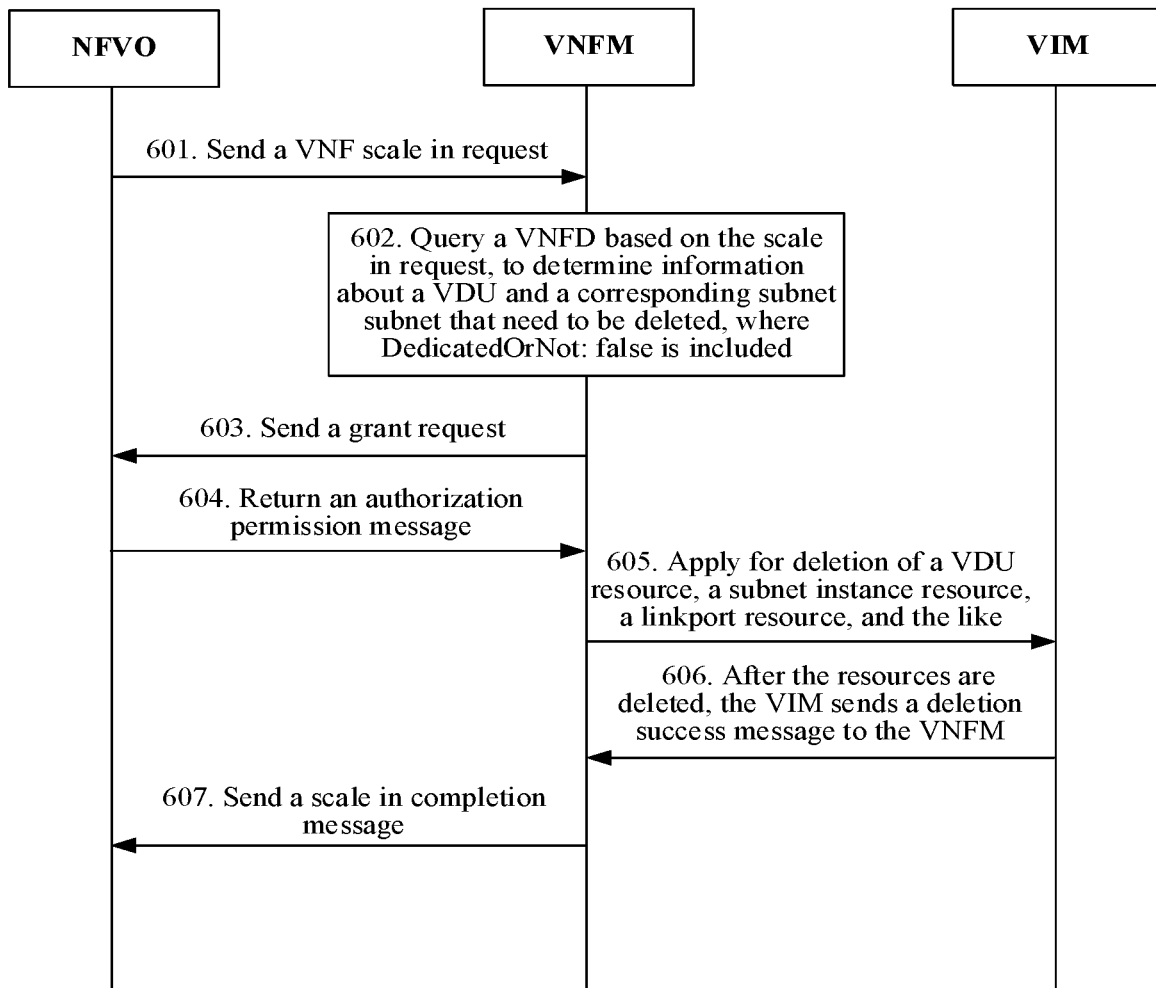 NFVO
VNFM
VIM
601. Send a VNF scale in request
602. Query a VNFD based on the scale
in request, to determine information
about a VDU and a corresponding subnet
subnet that need to be deleted, where
DedicatedOrNot: false is included
603. Send a grant request
604. Return an authorization
permission message
605. Apply for deletion of a VDU
resource, a subnet instance resource,
a linkport resource, and the like
606. After the resources are
deleted, the VIM sends a deletion
success message to the VNFM
607. Send a scale in completion
message